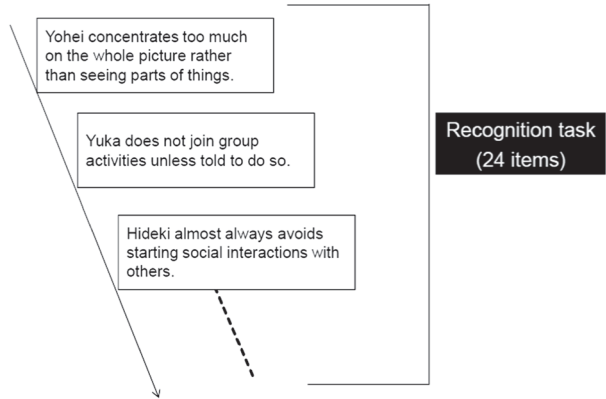 Yohei concentrates too much
on the whole picture rather
than seeing parts of things.
Yuka does not join group
activities unless told to do so.
Hideki almost always avoids
starting social interactions with
others.
Recognition task
(24 items)